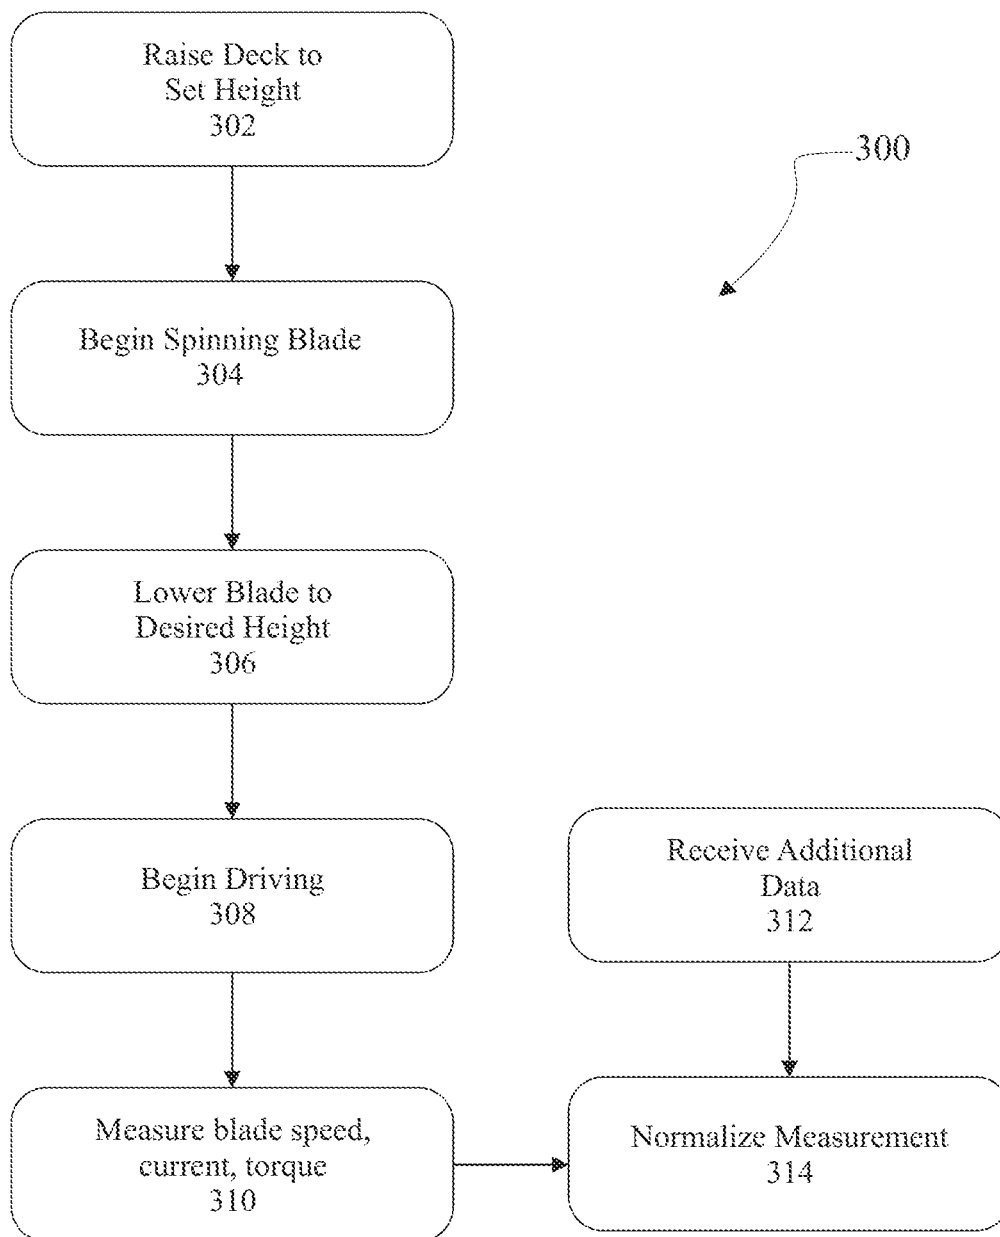 Raise Deck to
Set Height
302
300
Begin Spinning Blade
304
Lower Blade to
Desired Height
306
Begin Driving
308
Receive Additional
Data
312
Measure blade speed,
current, torque
310
Normalize Measurement
314